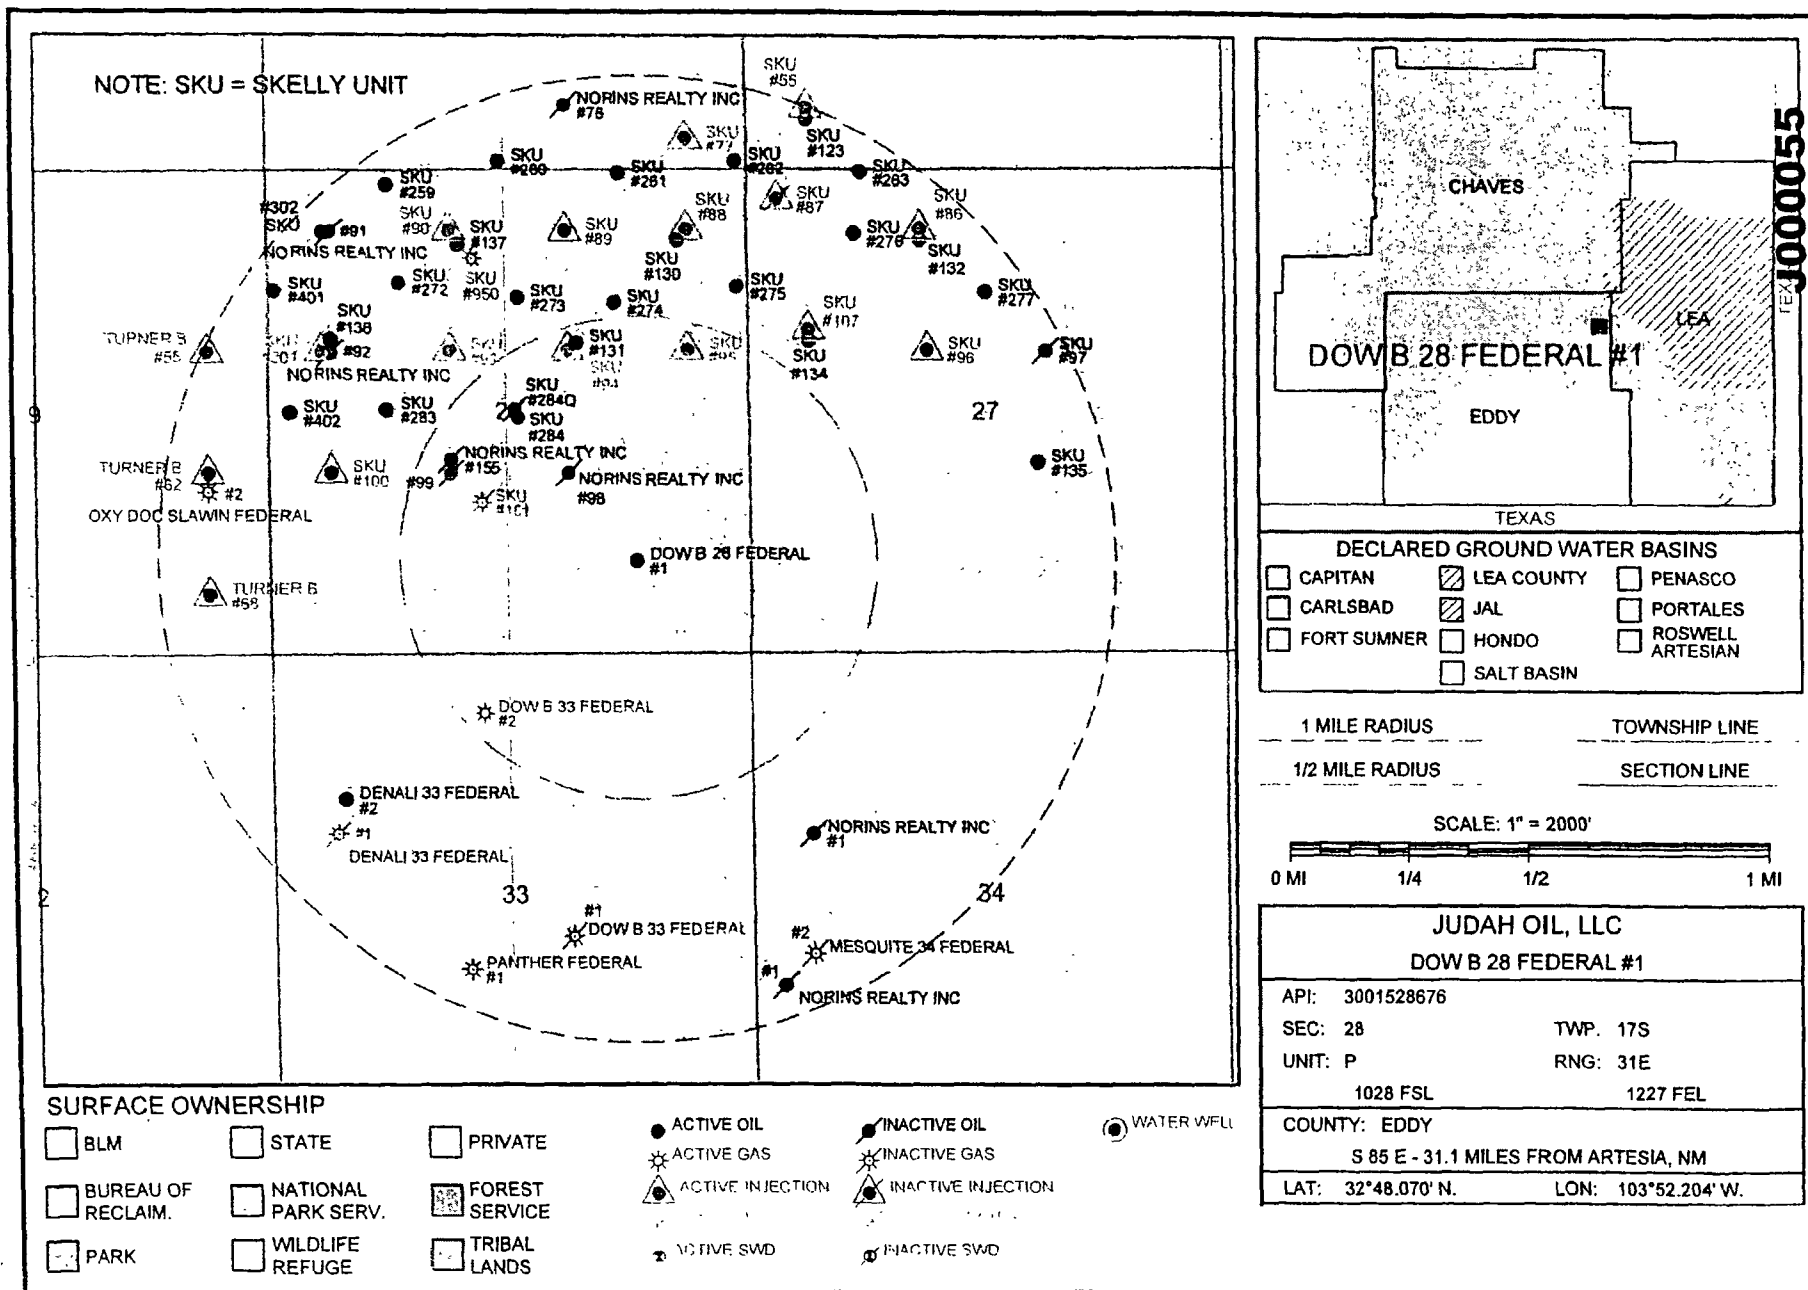 NOTE: SKU = SKELLY UNIT
NORINS REALTY INC
#78
SKU
#55
SKU
#123
SKU
SKU
SKU
#281
SKU
#282
SKU
#283
SKU
#259
#302
#91
NORINS REALTY INC
SKU
#90
SKU
#137
SKU
#950
SKU
#89
SKU
#88
SKU
#130
SKU
#87
SKU
#276
SKU
#86
SKU
#132
SKU
#401
SKU
#272
SKU
#273
SKU
#274
SKU
#275
SKU
#277
TURNER B
SKU
#138
#92
NORINS REALTY INC
SKU
#131
SKU
#94
SKU
#107
SKU
#134
SKU
#96
SKU
#97
9
SKU
#402
SKU
#283
SKU
#284Q
SKU
#284
27
TURNER B
#62
#2
OXY DOC SLAWIN FEDERAL
SKU
#100
NORINS REALTY INC
#155
#99
NORINS REALTY INC
#98
SKU
#101
SKU
#135
DOW B 28 FEDERAL
#1
TURNER B
#68
DOW B 33 FEDERAL
#2
DENALI 33 FEDERAL
#2
#1
DENALI 33 FEDERAL
NORINS REALTY INC
#1
33
34
#1
DOW B 33 FEDERAL
PANTHER FEDERAL
#1
#2
MESQUITE 34 FEDERAL
#1
NORINS REALTY INC
SURFACE OWNERSHIP
BLM
STATE
PRIVATE
BUREAU OF
RECLAIM.
NATIONAL
PARK SERV.
FOREST
SERVICE
PARK
WILDLIFE
REFUGE
TRIBAL
LANDS
ACTIVE OIL
INACTIVE OIL
WATER WELL
ACTIVE GAS
INACTIVE GAS
ACTIVE INJECTION
INACTIVE INJECTION
ACTIVE SWD
INACTIVE SWD
J000055
CHAVES
LEA
DOW B 28 FEDERAL #1
EDDY
TEXAS
DECLARED GROUND WATER BASINS
CAPITAN
LEA COUNTY
PENASCO
CARLSBAD
JAL
PORTALES
FORT SUMNER
HONDO
ROSWELL
ARTESIAN
SALT BASIN
1 MILE RADIUS
TOWNSHIP LINE
1/2 MILE RADIUS
SECTION LINE
SCALE: 1" = 2000'
0 MI 1/4 1/2 1 MI
JUDAH OIL, LLC
DOW B 28 FEDERAL #1
API: 3001528676
SEC: 28 TWP. 17S
UNIT: P RNG: 31E
1028 FSL 1227 FEL
COUNTY: EDDY
S 85 E - 31.1 MILES FROM ARTESIA, NM
LAT: 32°48.070' N. LON: 103°52.204' W.